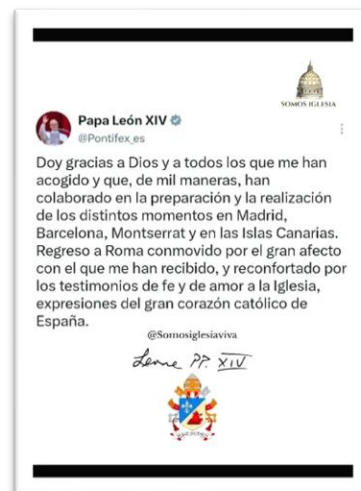 SOMOS IGLESIA
Papa León XIV
@Pontifex_es
Doy gracias a Dios y a todos los que me han
acogido y que, de mil maneras, han
colaborado en la preparación y la realización
de los distintos momentos en Madrid,
Barcelona, Montserrat y en las Islas Canarias.
Regreso a Roma conmovido por el gran afecto
con el que me han recibido, y reconfortado por
los testimonios de fe y de amor a la Iglesia,
expresiones del gran corazón católico de
España.
@Somosiglesiaviva
Leone PP. XIV